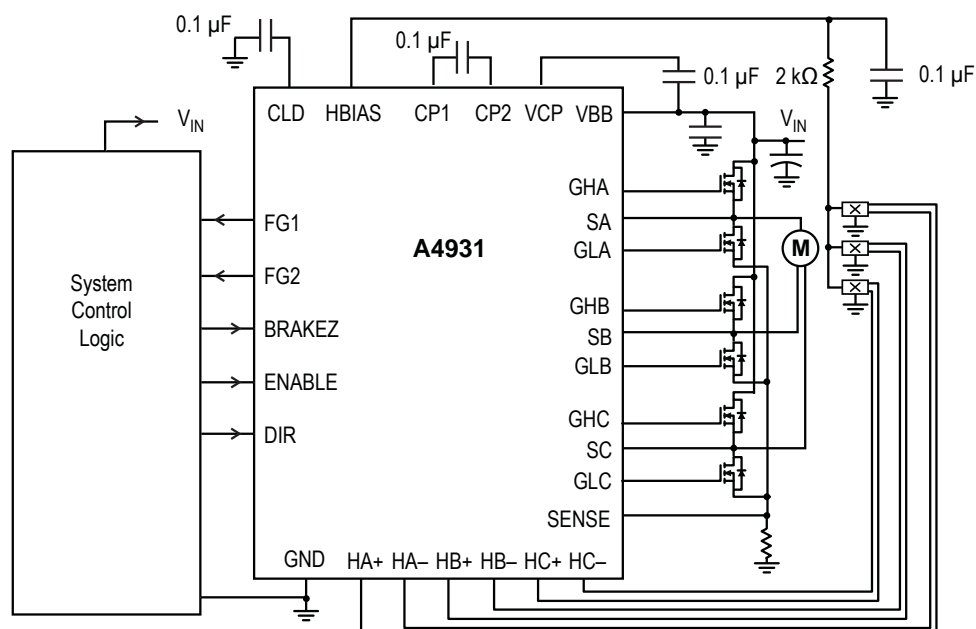 0.1 µF
0.1 µF
0.1 µF
2 kΩ
0.1 µF
CLD
HBIAS
CP1
CP2
VCP
VBB
VIN
VIN
System
Control
Logic
FG1
FG2
BRAKEZ
ENABLE
DIR
A4931
GHA
SA
GLA
GHB
SB
GLB
GHC
SC
GLC
SENSE
M
GND
HA+
HA–
HB+
HB–
HC+
HC–